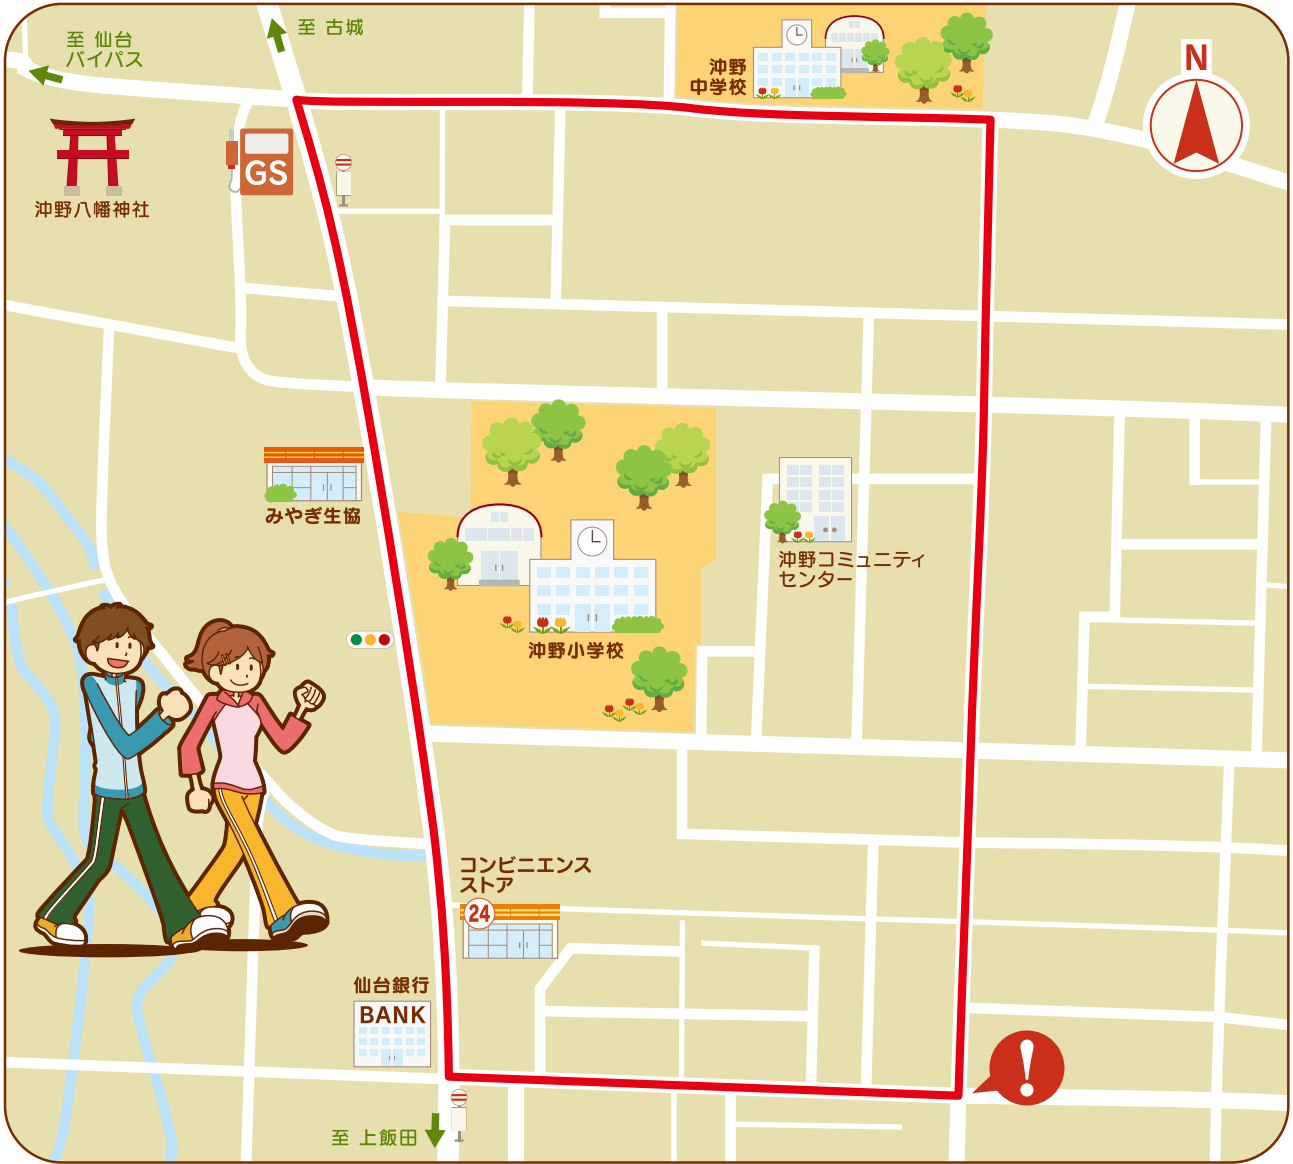 至 古城
至 仙台
バイパス
沖野
中学校
N
GS
沖野八幡神社
みやぎ生協
沖野コミュニティ
センター
沖野小学校
コンビニエンス
ストア
24
仙台銀行
BANK
!
至 上飯田